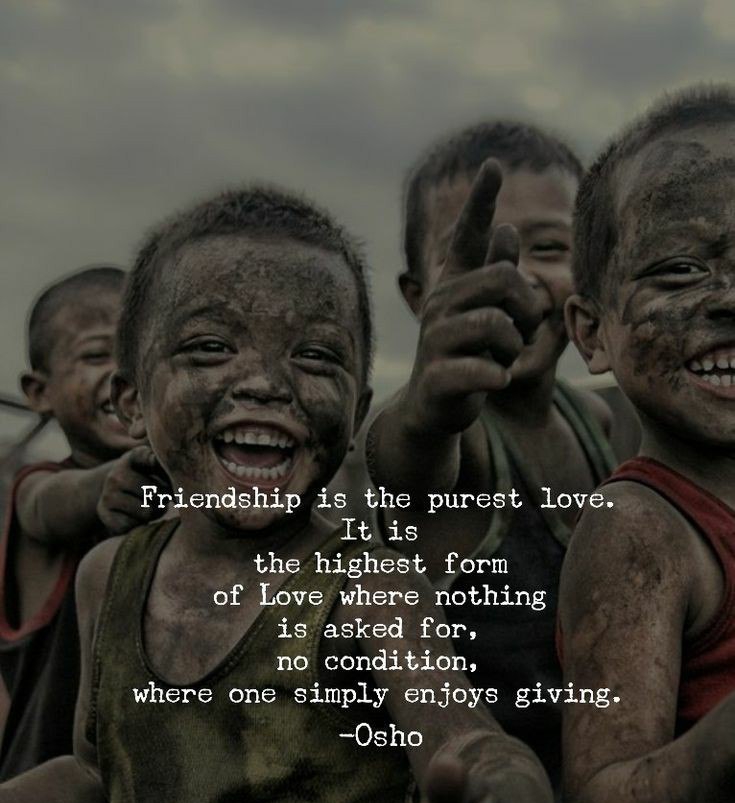 Friendship is the purest love.
It is
the highest form
of Love where nothing
is asked for,
no condition,
where one simply enjoys giving.
-Osho